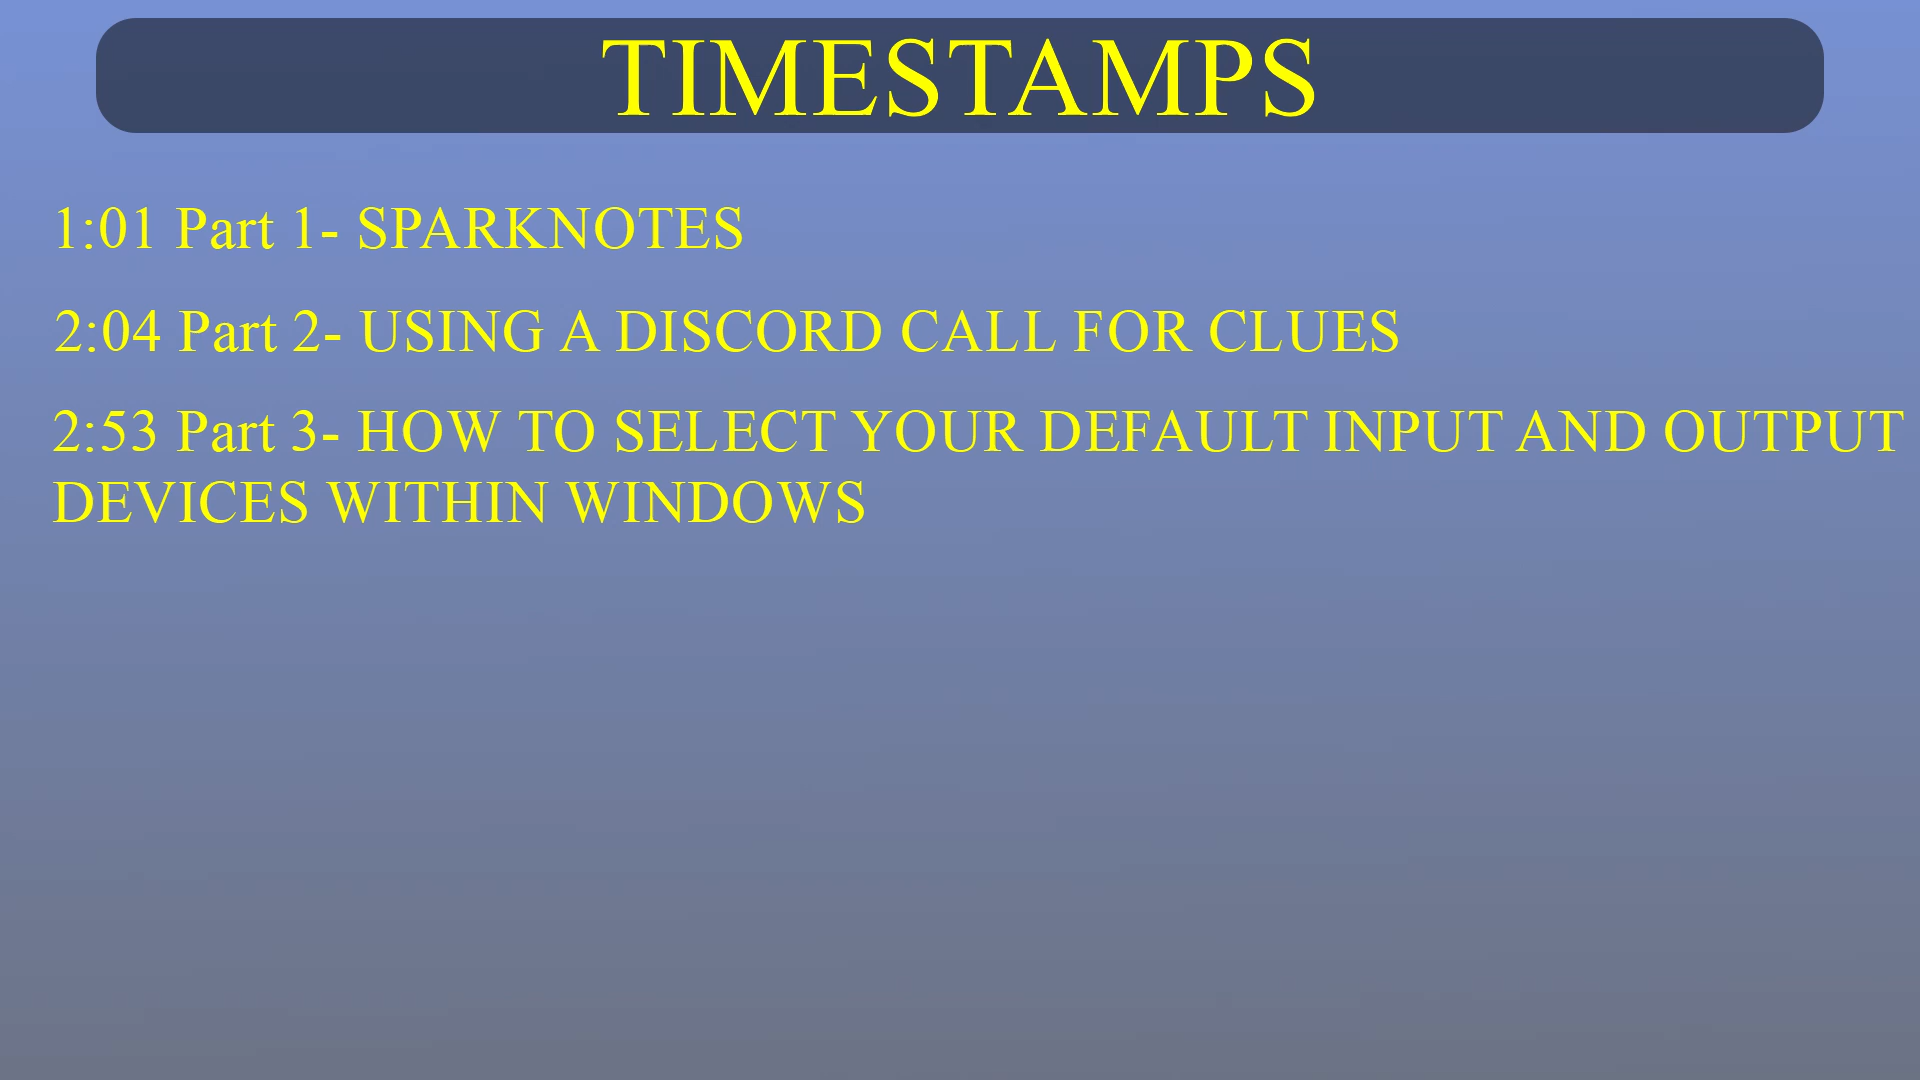 TIMESTAMPS
1:01 Part 1- SPARKNOTES
2:04 Part 2- USING A DISCORD CALL FOR CLUES
2:53 Part 3- HOW TO SELECT YOUR DEFAULT INPUT AND OUTPUT
DEVICES WITHIN WINDOWS